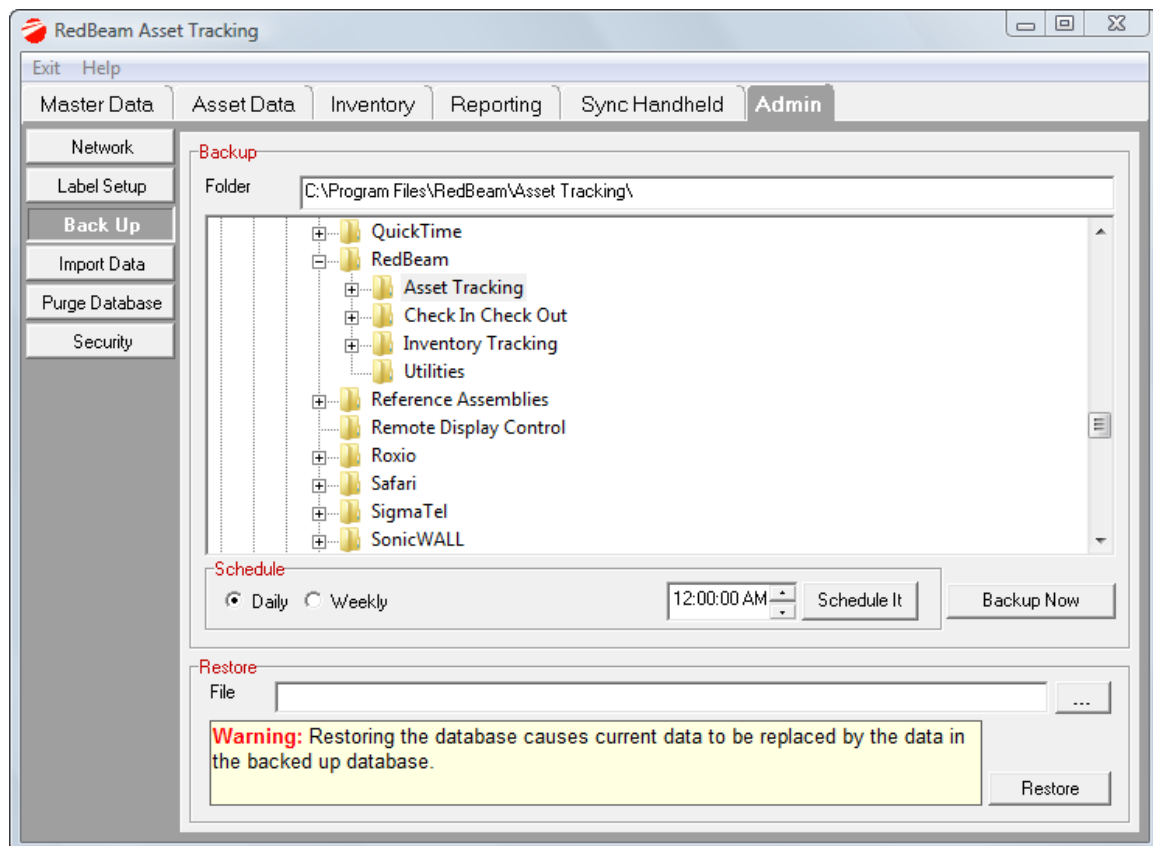 RedBeam Asset Tracking
Exit Help
Master Data Asset Data Inventory Reporting Sync Handheld Admin
Network
Label Setup
Back Up
Import Data
Purge Database
Security
Backup
Folder C:\Program Files\RedBeam\Asset Tracking\
QuickTime
RedBeam
Asset Tracking
Check In Check Out
Inventory Tracking
Utilities
Reference Assemblies
Remote Display Control
Roxio
Safari
SigmaTel
SonicWALL
Schedule
Daily Weekly 12:00:00 AM Schedule It Backup Now
Restore
File ...
Warning: Restoring the database causes current data to be replaced by the data in
the backed up database.
Restore